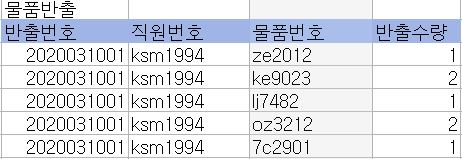 물품반출
반출번호 직원번호 물품번호 반출수량
2020031001 ksm1994 ze2012 1
2020031001 ksm1994 ke9023 2
2020031001 ksm1994 lj7482 1
2020031001 ksm1994 oz3212 2
2020031001 ksm1994 7c2901 1